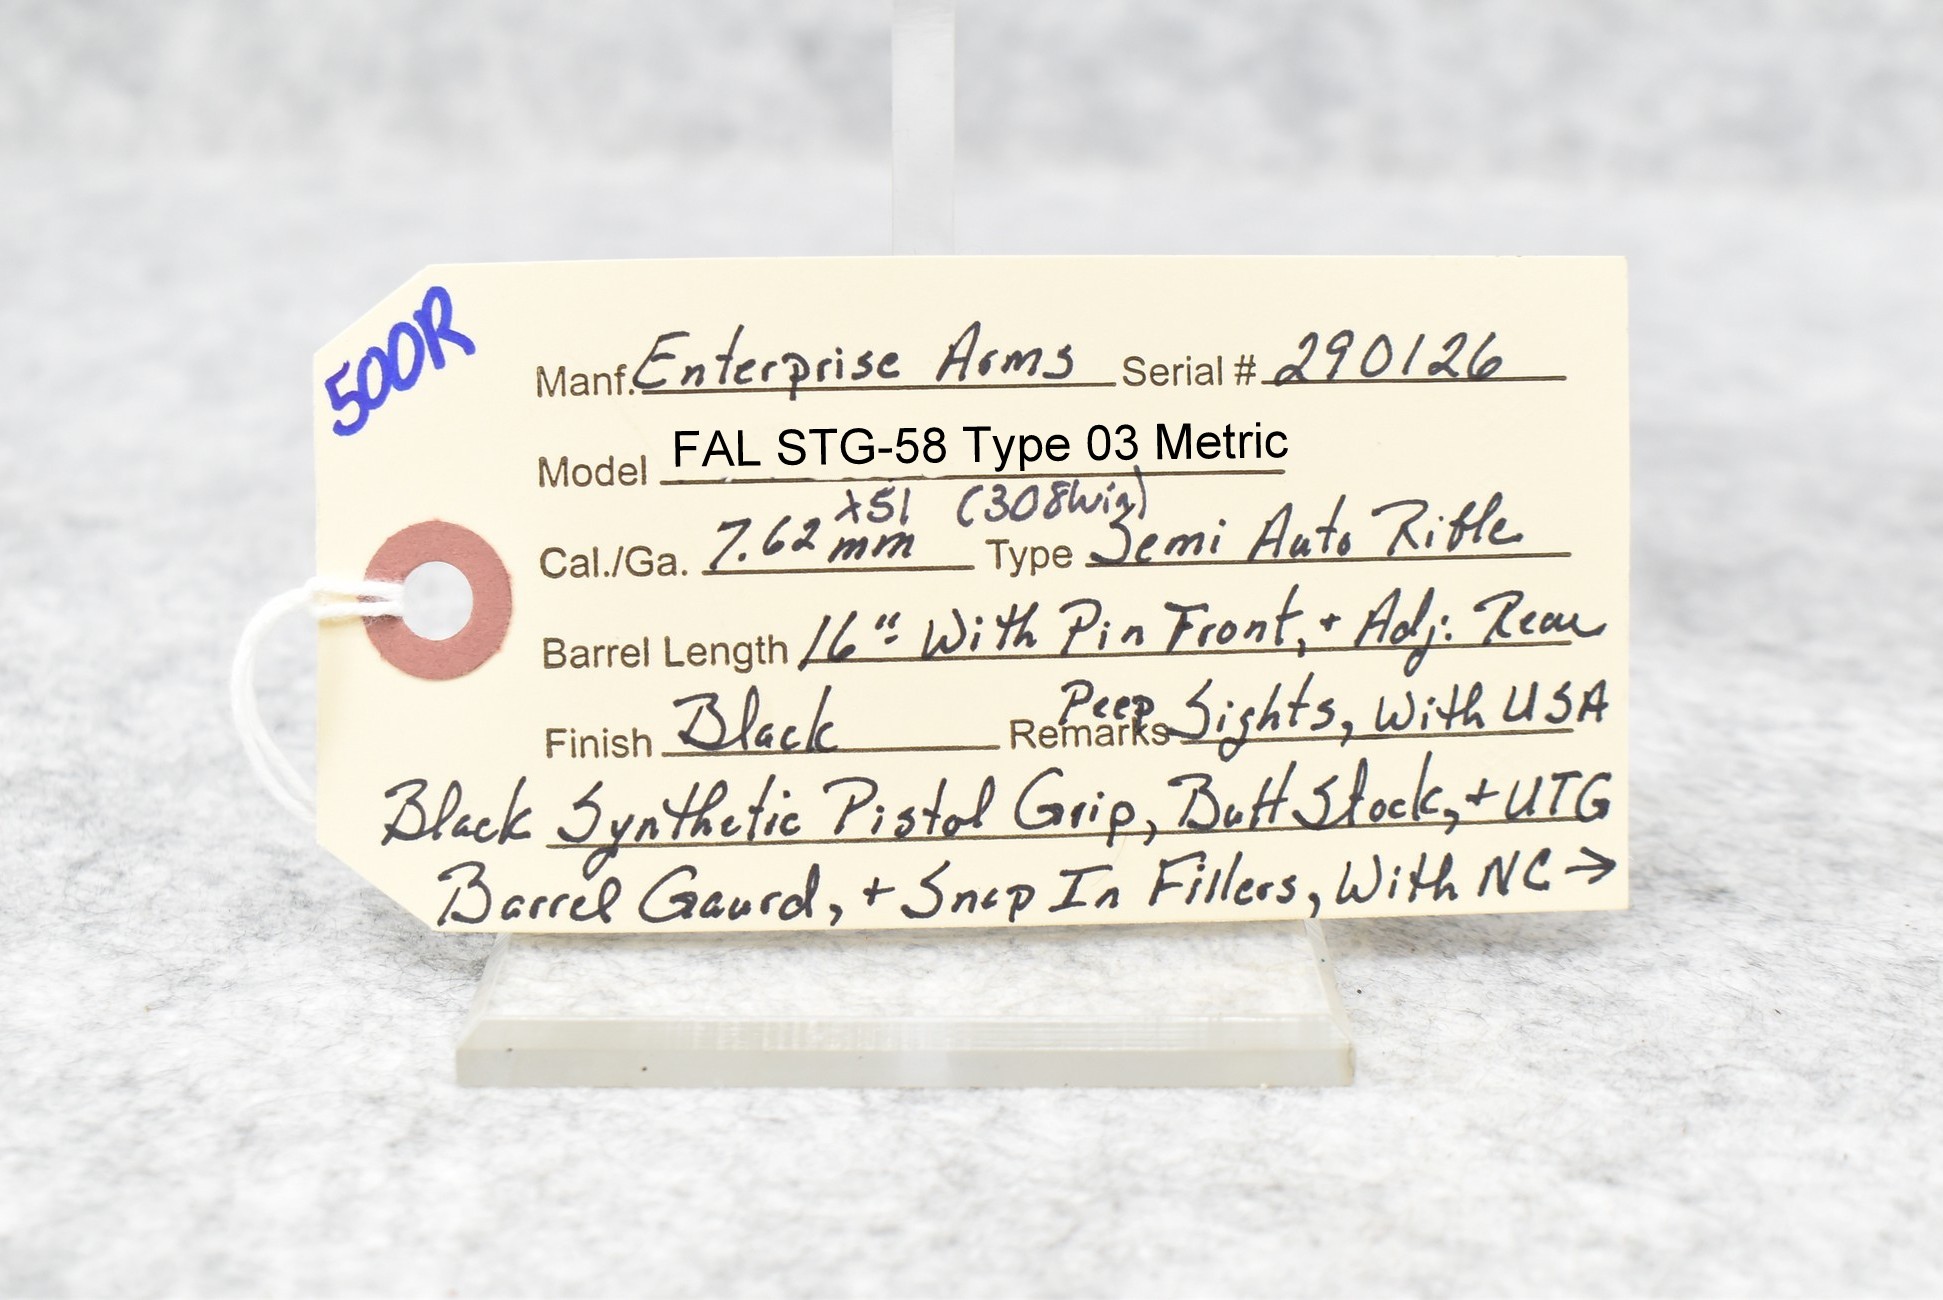 500R
Manf. Enterprise Arms Serial # 290126
Model FAL STG-58 Type 03 Metric
x51 (308Win)
Cal./Ga. 7.62 mm Type Semi Auto Rifle
Barrel Length 16" With Pin Front, + Adj. Rear
Finish Black Remarks Peep Sights, With USA
Black Synthetic Pistol Grip, Butt Stock, + UTG
Barrel Gaurd, + Snap In Fillers, With NC →